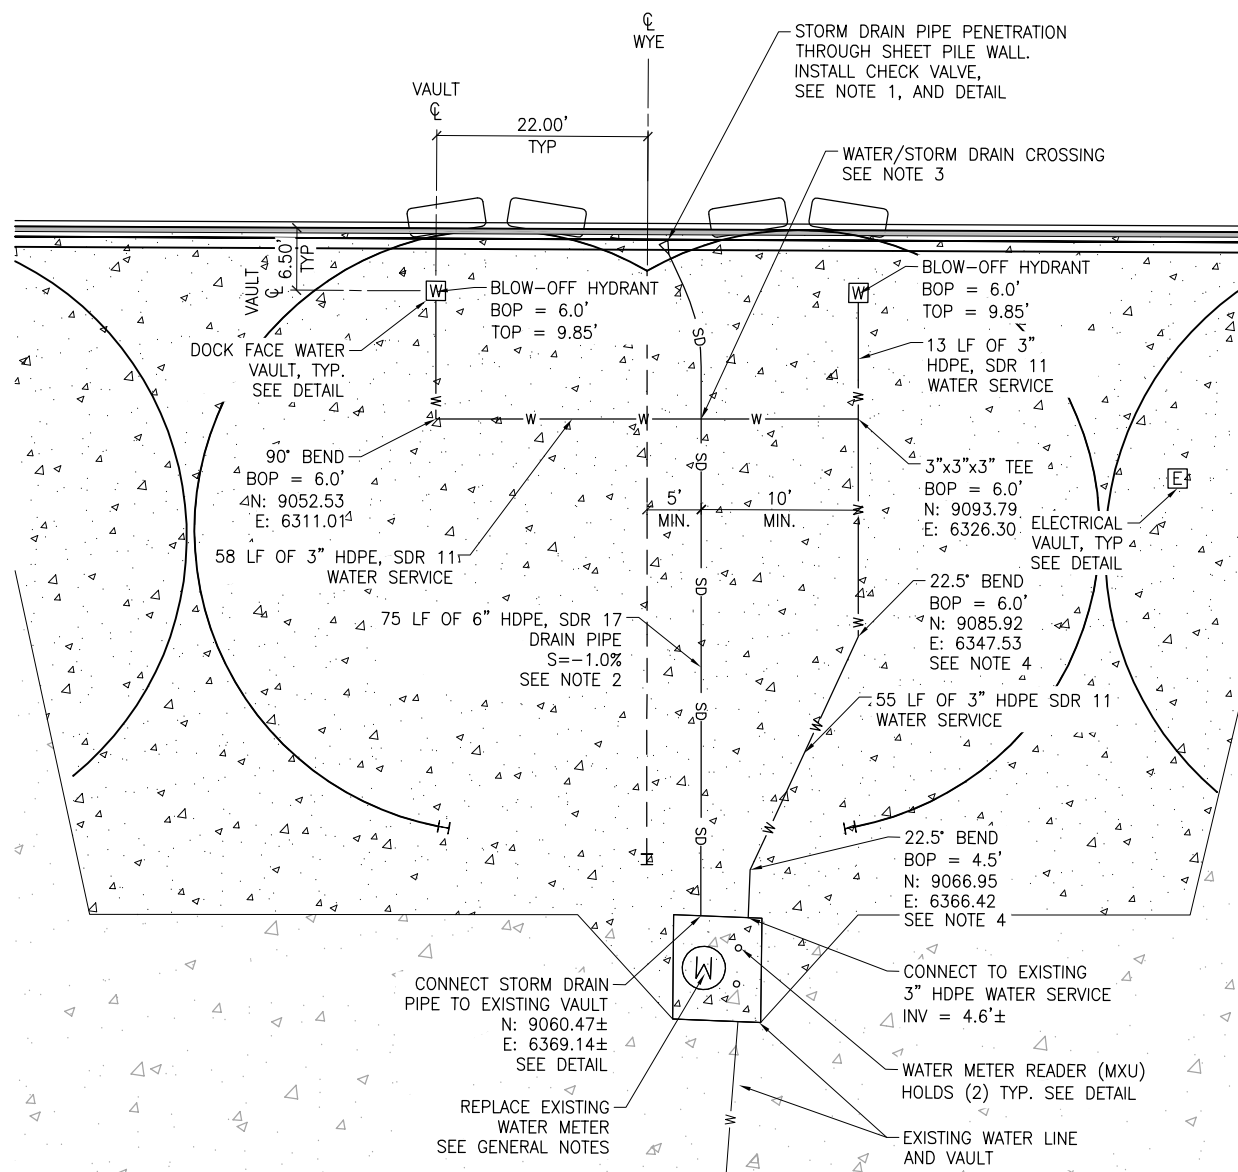 ℄
WYE
STORM DRAIN PIPE PENETRATION
THROUGH SHEET PILE WALL.
INSTALL CHECK VALVE,
SEE NOTE 1, AND DETAIL
VAULT
℄
22.00'
TYP
WATER/STORM DRAIN CROSSING
SEE NOTE 3
VAULT
℄ 6.50'
TYP
W
BLOW-OFF HYDRANT
BOP = 6.0'
TOP = 9.85'
W
BLOW-OFF HYDRANT
BOP = 6.0'
TOP = 9.85'
DOCK FACE WATER
VAULT, TYP.
SEE DETAIL
SD
13 LF OF 3"
HDPE, SDR 11
WATER SERVICE
W
W
W
W
W
90° BEND
BOP = 6.0'
N: 9052.53
E: 6311.01
SD
3"x3"x3" TEE
BOP = 6.0'
N: 9093.79
E: 6326.30
E
ELECTRICAL
VAULT, TYP
SEE DETAIL
5'
MIN.
10'
MIN.
W
58 LF OF 3" HDPE, SDR 11
WATER SERVICE
SD
22.5° BEND
BOP = 6.0'
N: 9085.92
E: 6347.53
SEE NOTE 4
W
75 LF OF 6" HDPE, SDR 17
DRAIN PIPE
S=-1.0%
SEE NOTE 2
SD
W
55 LF OF 3" HDPE SDR 11
WATER SERVICE
SD
W
22.5° BEND
BOP = 4.5'
N: 9066.95
E: 6366.42
SEE NOTE 4
M
CONNECT STORM DRAIN
PIPE TO EXISTING VAULT
N: 9060.47±
E: 6369.14±
SEE DETAIL
CONNECT TO EXISTING
3" HDPE WATER SERVICE
INV = 4.6'±
WATER METER READER (MXU)
HOLDS (2) TYP. SEE DETAIL
REPLACE EXISTING
WATER METER
SEE GENERAL NOTES
W
EXISTING WATER LINE
AND VAULT